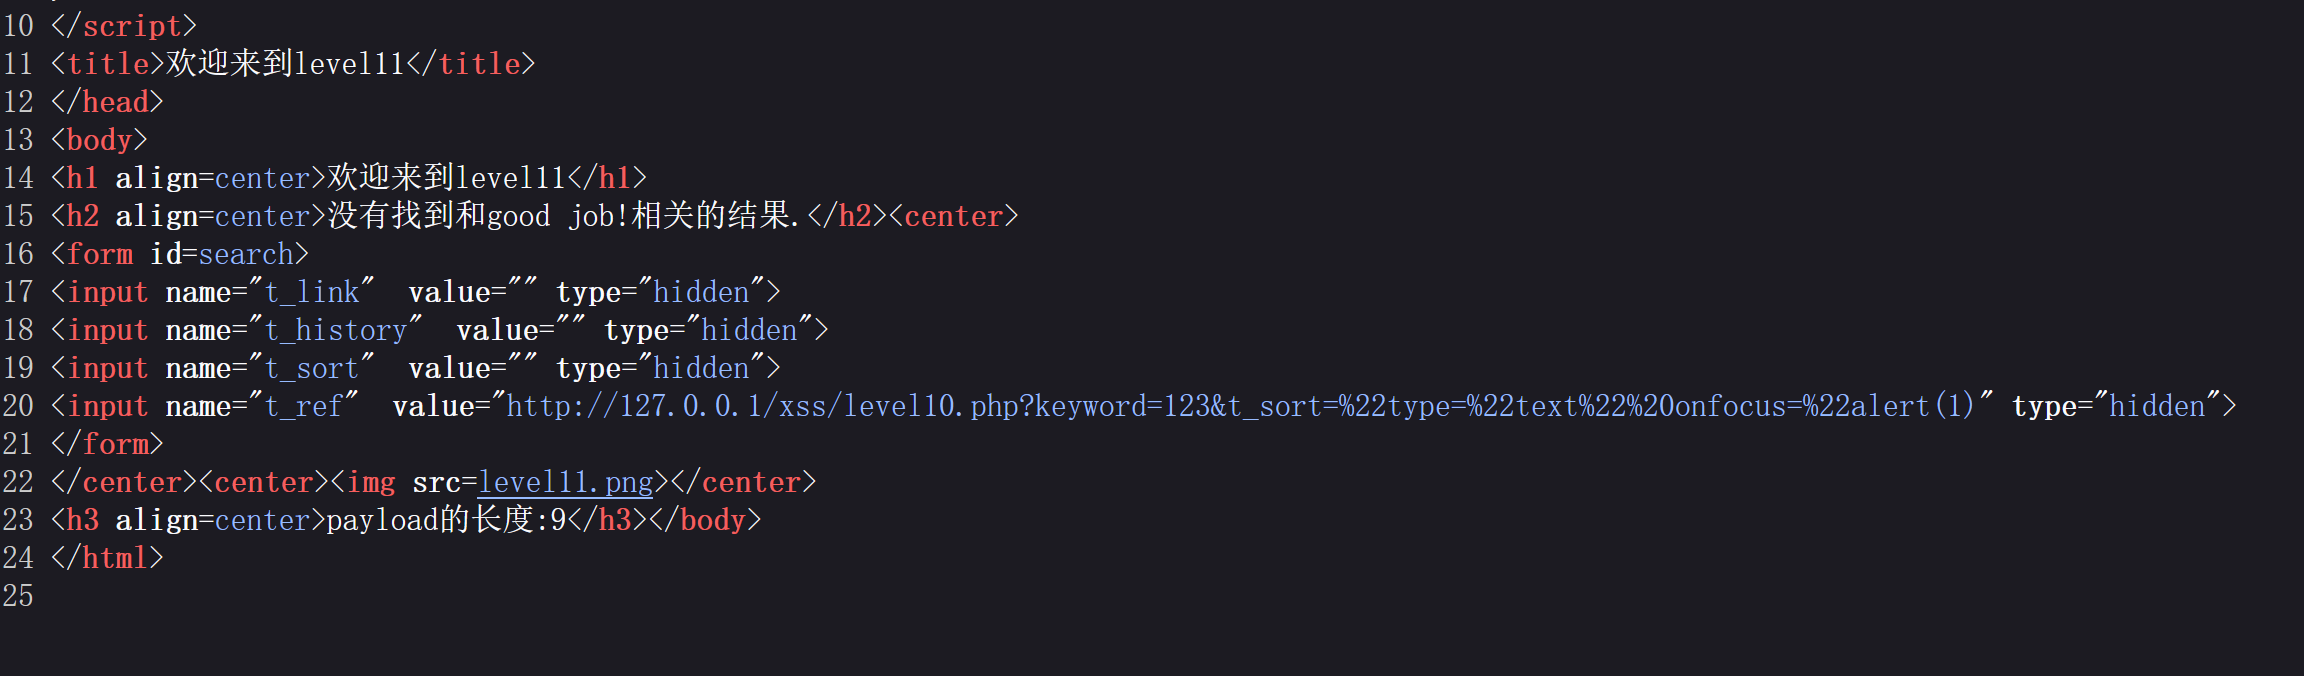 10 </script>
11 <title>欢迎来到level11</title>
12 </head>
13 <body>
14 <h1 align=center>欢迎来到level11</h1>
15 <h2 align=center>没有找到和good job!相关的结果.</h2><center>
16 <form id=search>
17 <input name="t_link"  value="" type="hidden">
18 <input name="t_history"  value="" type="hidden">
19 <input name="t_sort"  value="" type="hidden">
20 <input name="t_ref"  value="http://127.0.0.1/xss/level10.php?keyword=123&t_sort=%22type=%22text%22%20onfocus=%22alert(1)" type="hidden">
21 </form>
22 </center><center><img src=level11.png></center>
23 <h3 align=center>payload的长度:9</h3></body>
24 </html>
25